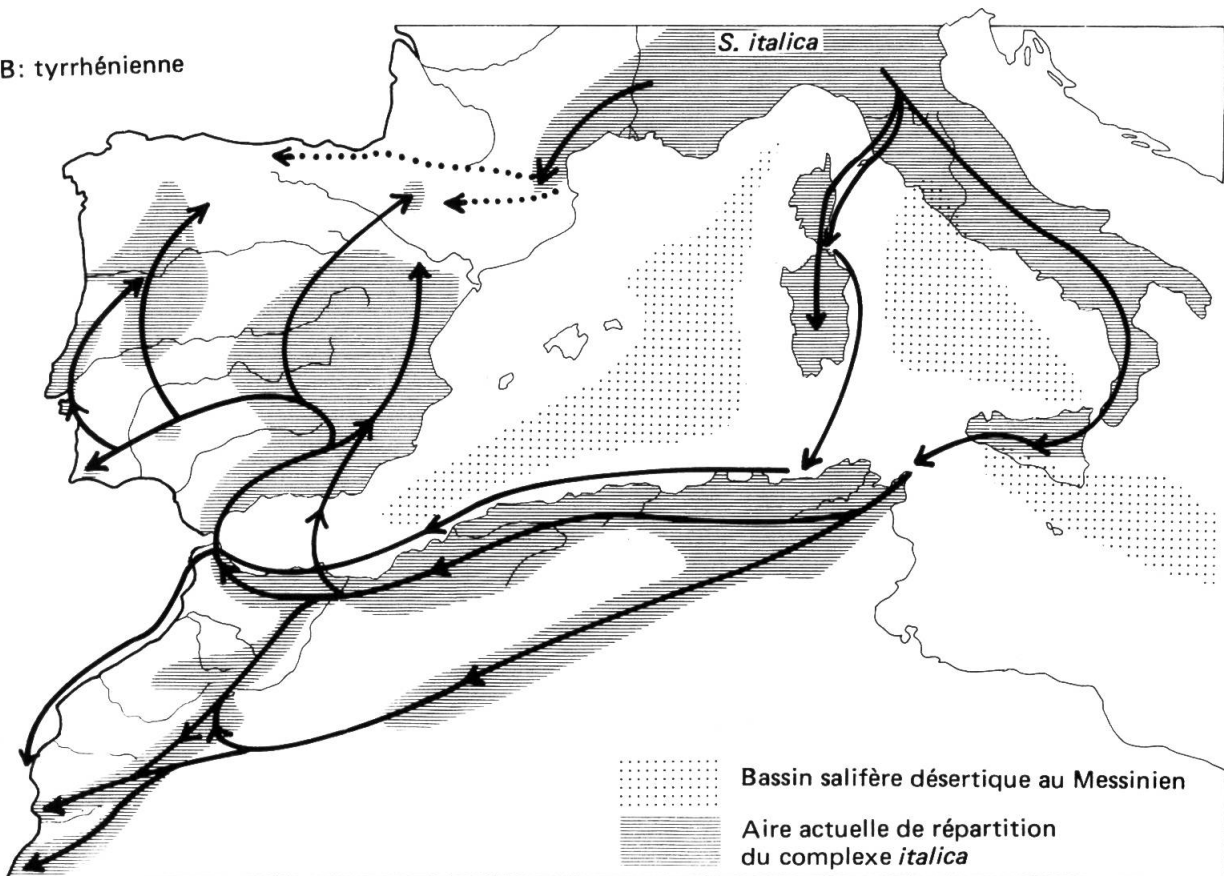 S. italica
B: tyrrhénienne
Bassin salifère désertique au Messinien
Aire actuelle de répartition
du complexe italica